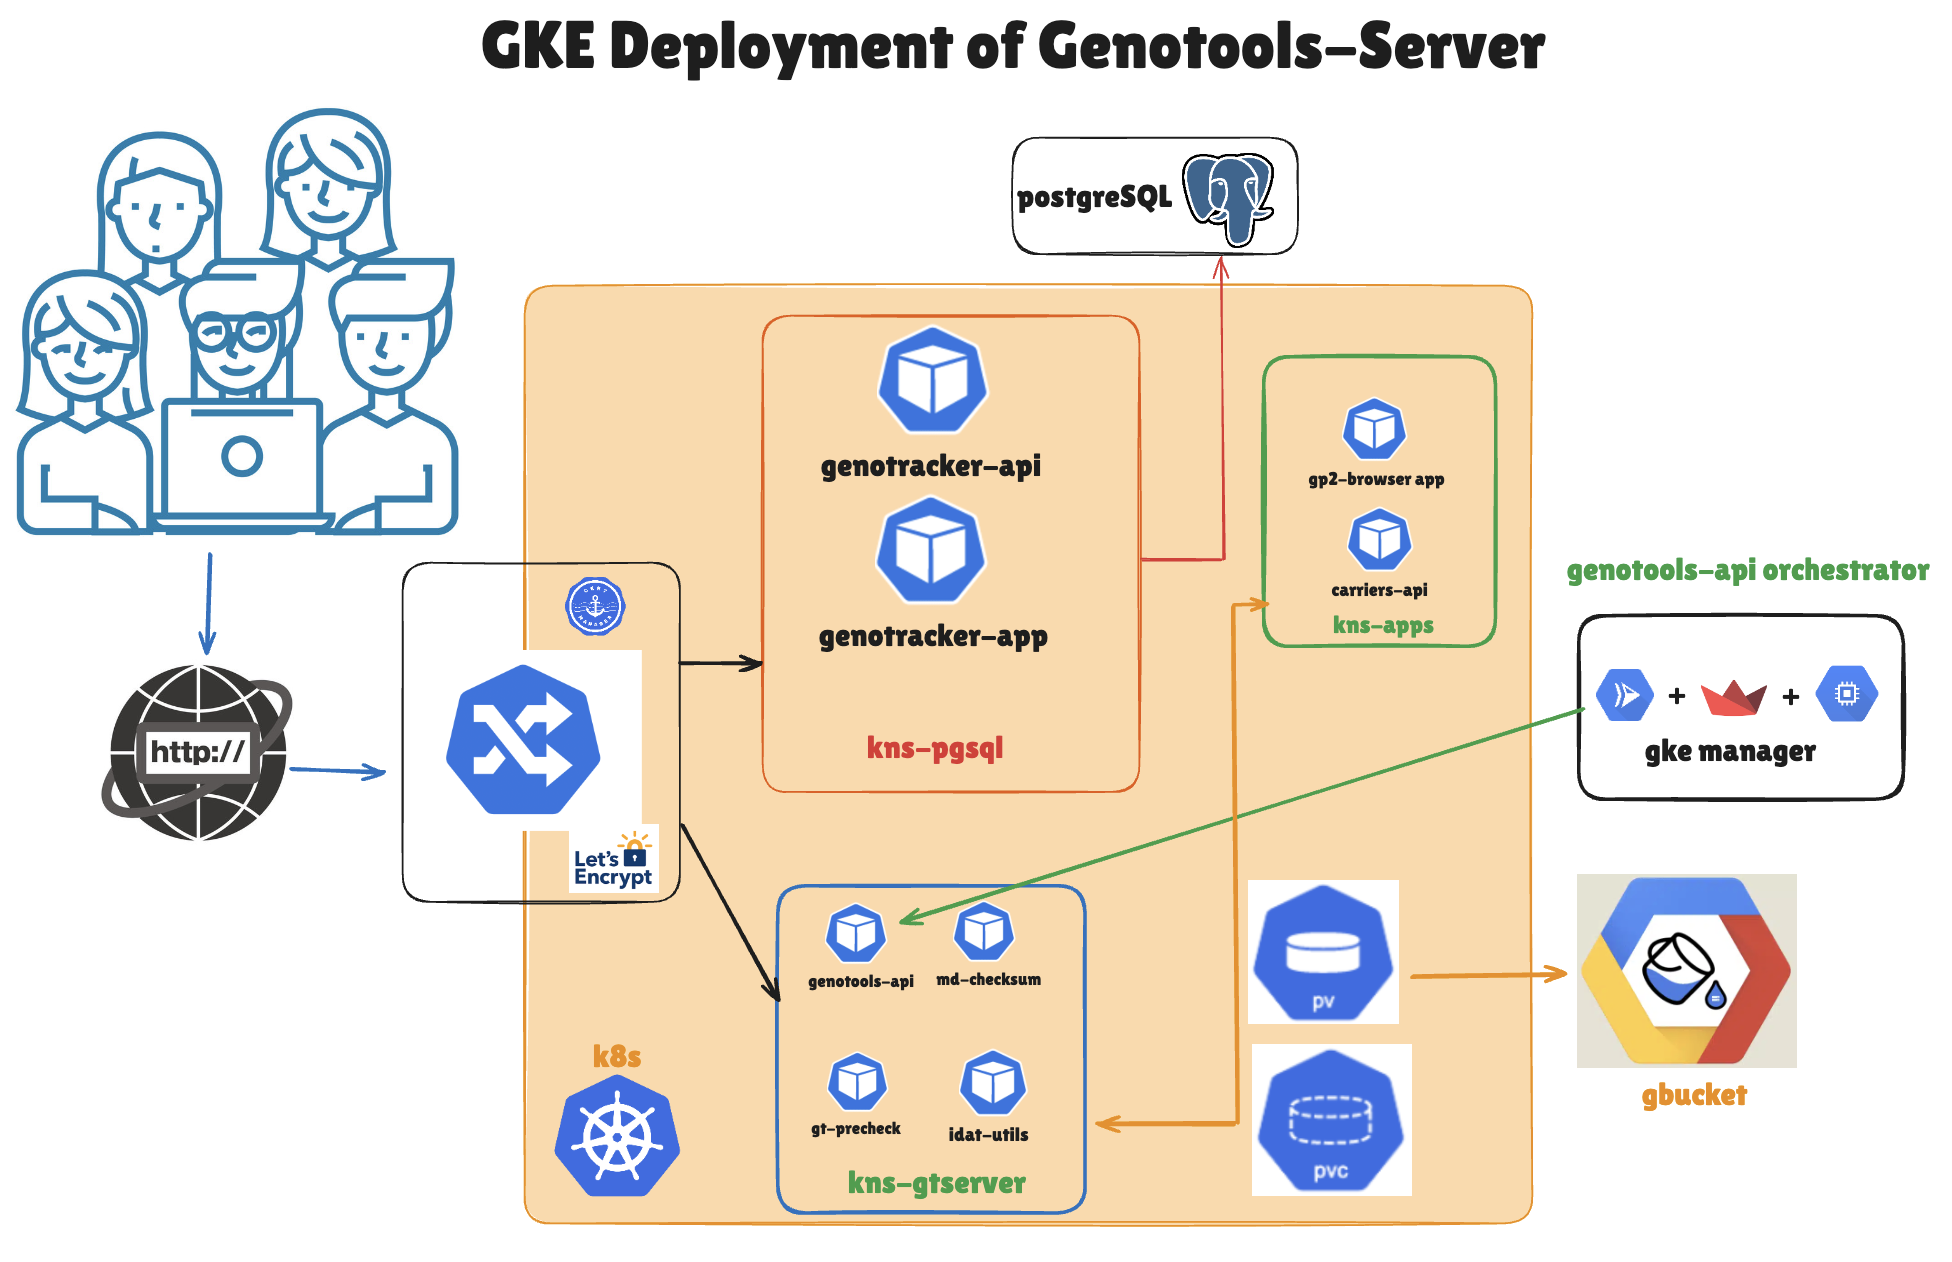 GKE Deployment of Genotools-Server
postgreSQL
genotracker-api
genotracker-app
kns-pgsql
gp2-browser app
carriers-api
kns-apps
genotools-api orchestrator
+ +
gke manager
http://
CERT
MANAGER
Let's
Encrypt
genotools-api
md-checksum
gt-precheck
idat-utils
kns-gtserver
k8s
pv
pvc
gbucket